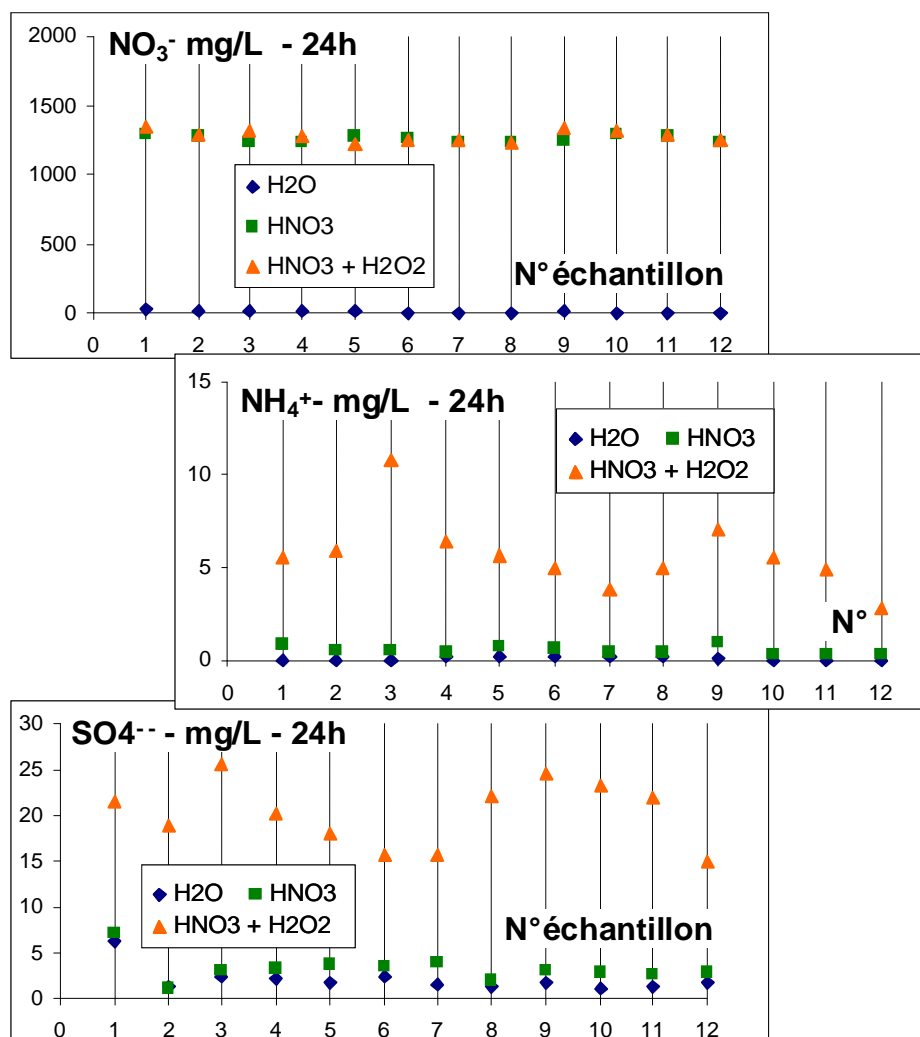 NO₃⁻ mg/L - 24h
2000
1500
1000
500
0
H2O
HNO3
HNO3 + H2O2
N° échantillon
0 1 2 3 4 5 6 7 8 9 10 11 12
NH₄⁺- mg/L - 24h
15
10
5
0
H2O HNO3
HNO3 + H2O2
N°
0 1 2 3 4 5 6 7 8 9 10 11 12
SO4⁻⁻ - mg/L - 24h
30
25
20
15
10
5
0
H2O HNO3
HNO3 + H2O2
N° échantillon
0 1 2 3 4 5 6 7 8 9 10 11 12